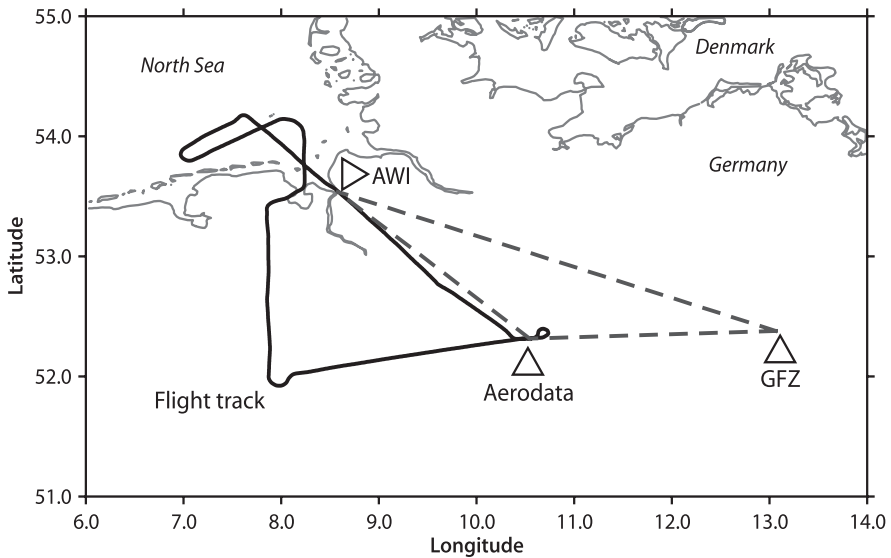 55.0
54.0
53.0
52.0
51.0
Latitude
North Sea
Denmark
Germany
AWI
Flight track
Aerodata
GFZ
6.0 7.0 8.0 9.0 10.0 11.0 12.0 13.0 14.0
Longitude